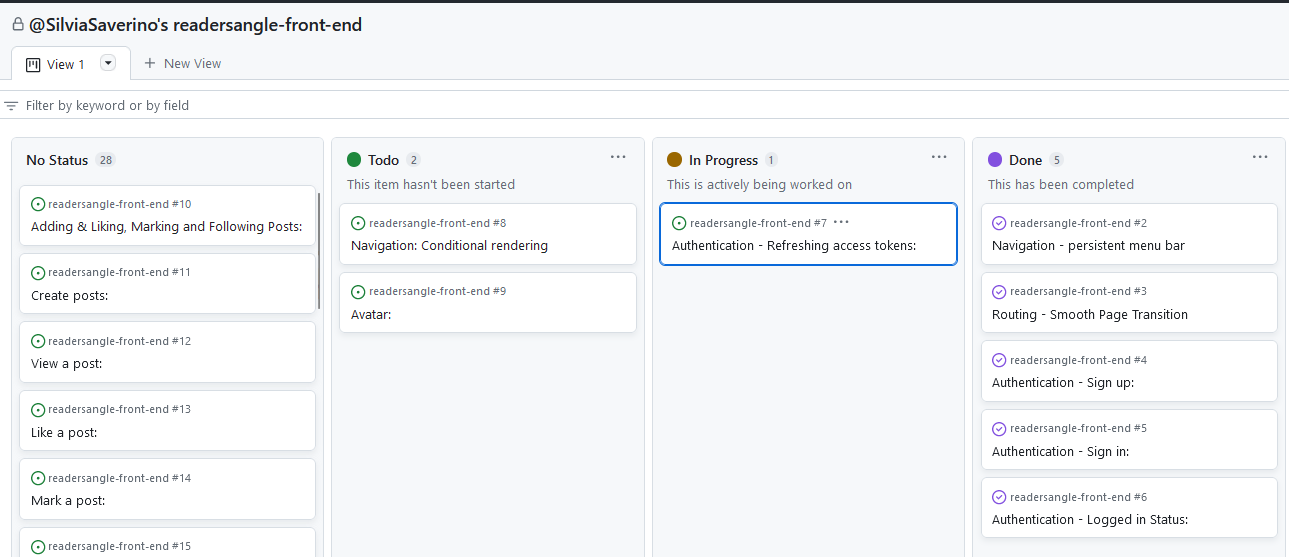 @SilviaSaverino's readersangle-front-end
View 1
New View
Filter by keyword or by field
No Status 28
readersangle-front-end #10
Adding & Liking, Marking and Following Posts:
readersangle-front-end #11
Create posts:
readersangle-front-end #12
View a post:
readersangle-front-end #13
Like a post:
readersangle-front-end #14
Mark a post:
readersangle-front-end #15
Todo 2
This item hasn't been started
readersangle-front-end #8
Navigation: Conditional rendering
readersangle-front-end #9
Avatar:
In Progress 1
This is actively being worked on
readersangle-front-end #7
Authentication - Refreshing access tokens:
Done 5
This has been completed
readersangle-front-end #2
Navigation - persistent menu bar
readersangle-front-end #3
Routing - Smooth Page Transition
readersangle-front-end #4
Authentication - Sign up:
readersangle-front-end #5
Authentication - Sign in:
readersangle-front-end #6
Authentication - Logged in Status: